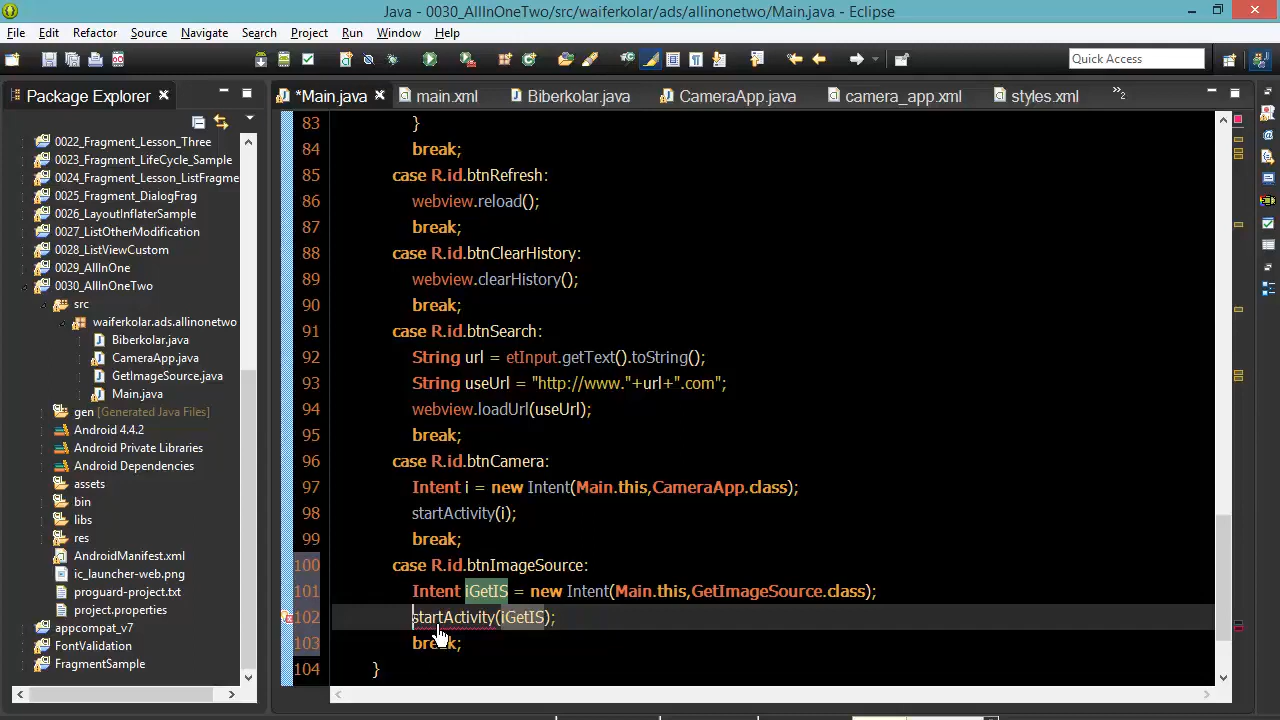 Java - 0030_AllInOneTwo/src/waiferkolar/ads/allinonetwo/Main.java - Eclipse
File Edit Refactor Source Navigate Search Project Run Window Help
Quick Access
Package Explorer
*Main.java main.xml Biberkolar.java CameraApp.java camera_app.xml styles.xml
0022_Fragment_Lesson_Three
0023_Fragment_LifeCycle_Sample
0024_Fragment_Lesson_ListFragme
0025_Fragment_DialogFrag
0026_LayoutInflaterSample
0027_ListOtherModification
0028_ListViewCustom
0029_AllInOne
0030_AllInOneTwo
src
waiferkolar.ads.allinonetwo
Biberkolar.java
CameraApp.java
GetImageSource.java
Main.java
gen [Generated Java Files]
Android 4.4.2
Android Private Libraries
Android Dependencies
assets
bin
libs
res
AndroidManifest.xml
ic_launcher-web.png
proguard-project.txt
project.properties
appcompat_v7
FontValidation
FragmentSample
83 }
84 break;
85 case R.id.btnRefresh:
86 webview.reload();
87 break;
88 case R.id.btnClearHistory:
89 webview.clearHistory();
90 break;
91 case R.id.btnSearch:
92 String url = etInput.getText().toString();
93 String useUrl = "http://www."+url+".com";
94 webview.loadUrl(useUrl);
95 break;
96 case R.id.btnCamera:
97 Intent i = new Intent(Main.this,CameraApp.class);
98 startActivity(i);
99 break;
100 case R.id.btnImageSource:
101 Intent iGetIS = new Intent(Main.this,GetImageSource.class);
102 startActivity(iGetIS);
103 break;
104 }